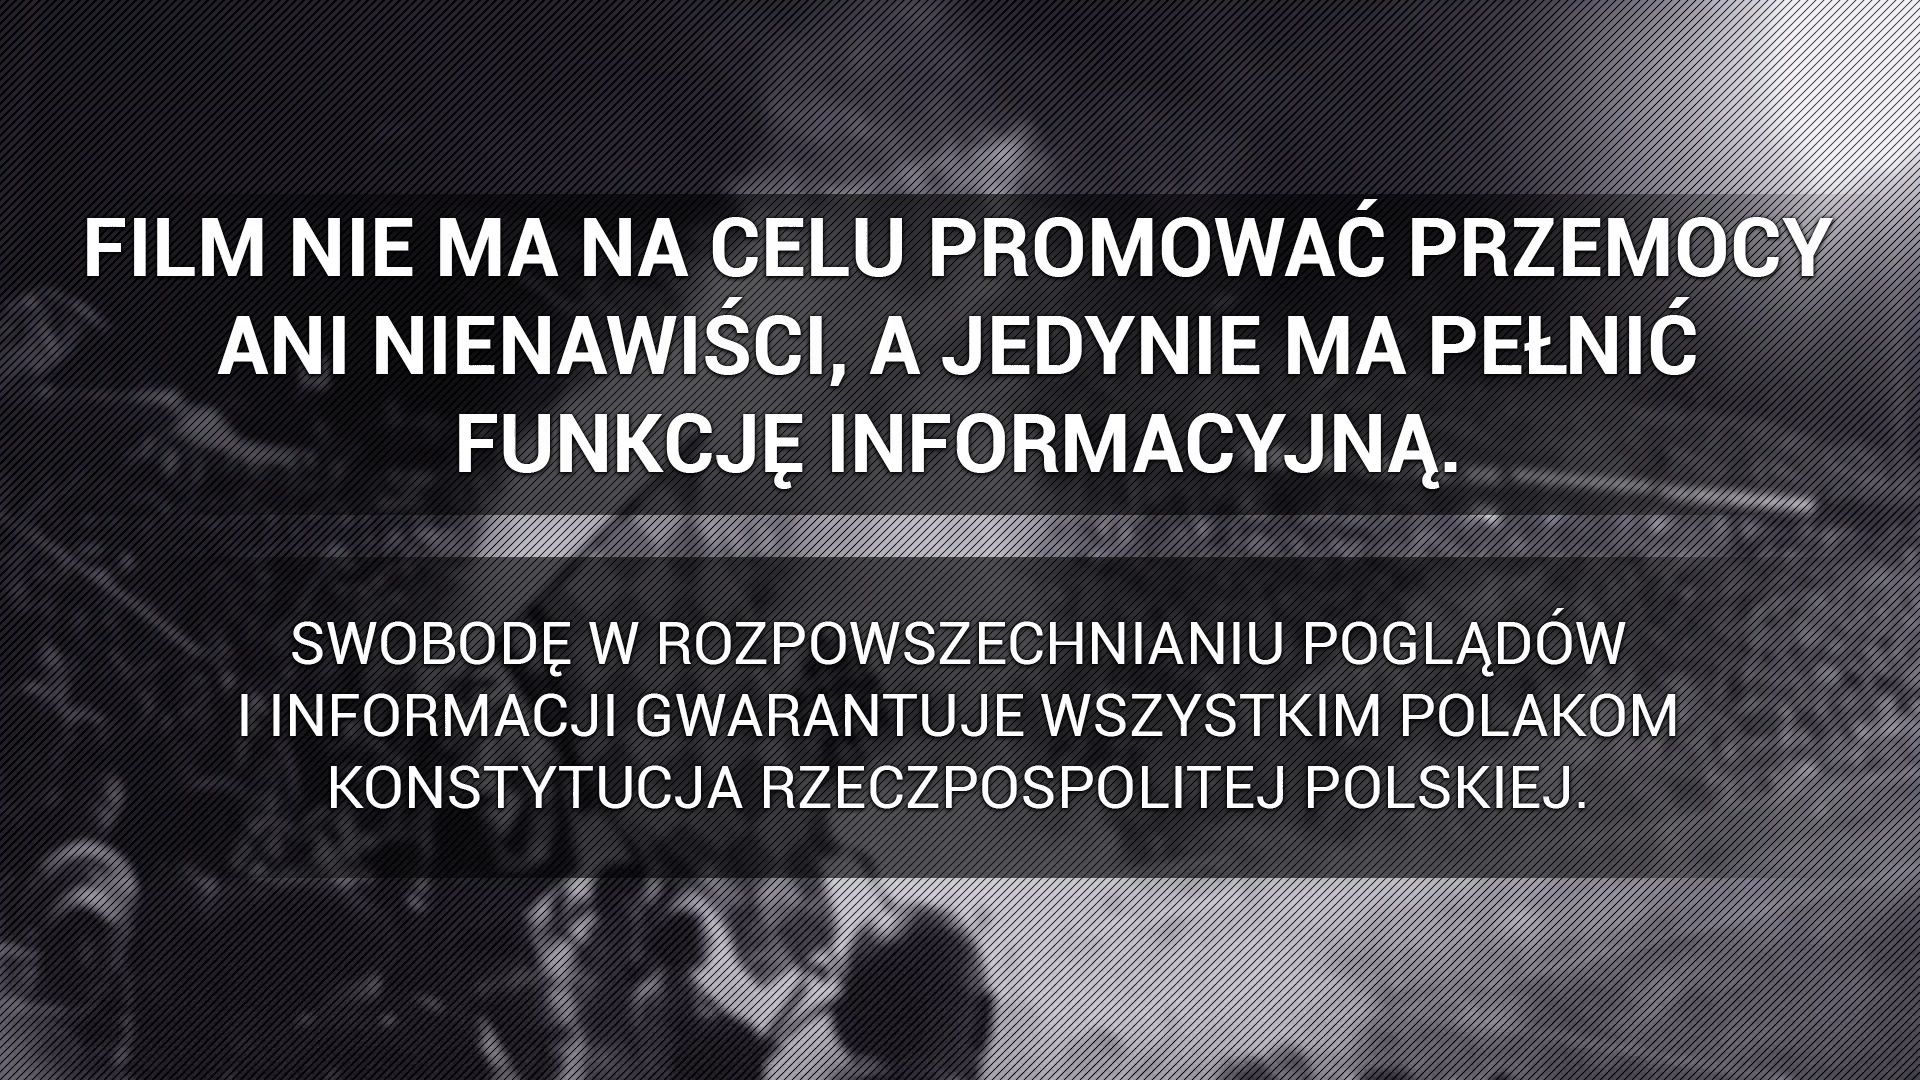 FILM NIE MA NA CELU PROMOWAĆ PRZEMOCY
ANI NIENAWIŚCI, A JEDYNIE MA PEŁNIĆ
FUNKCJĘ INFORMACYJNĄ.
SWOBODĘ W ROZPOWSZECHNIANIU POGLĄDÓW
I INFORMACJI GWARANTUJE WSZYSTKIM POLAKOM
KONSTYTUCJA RZECZPOSPOLITEJ POLSKIEJ.